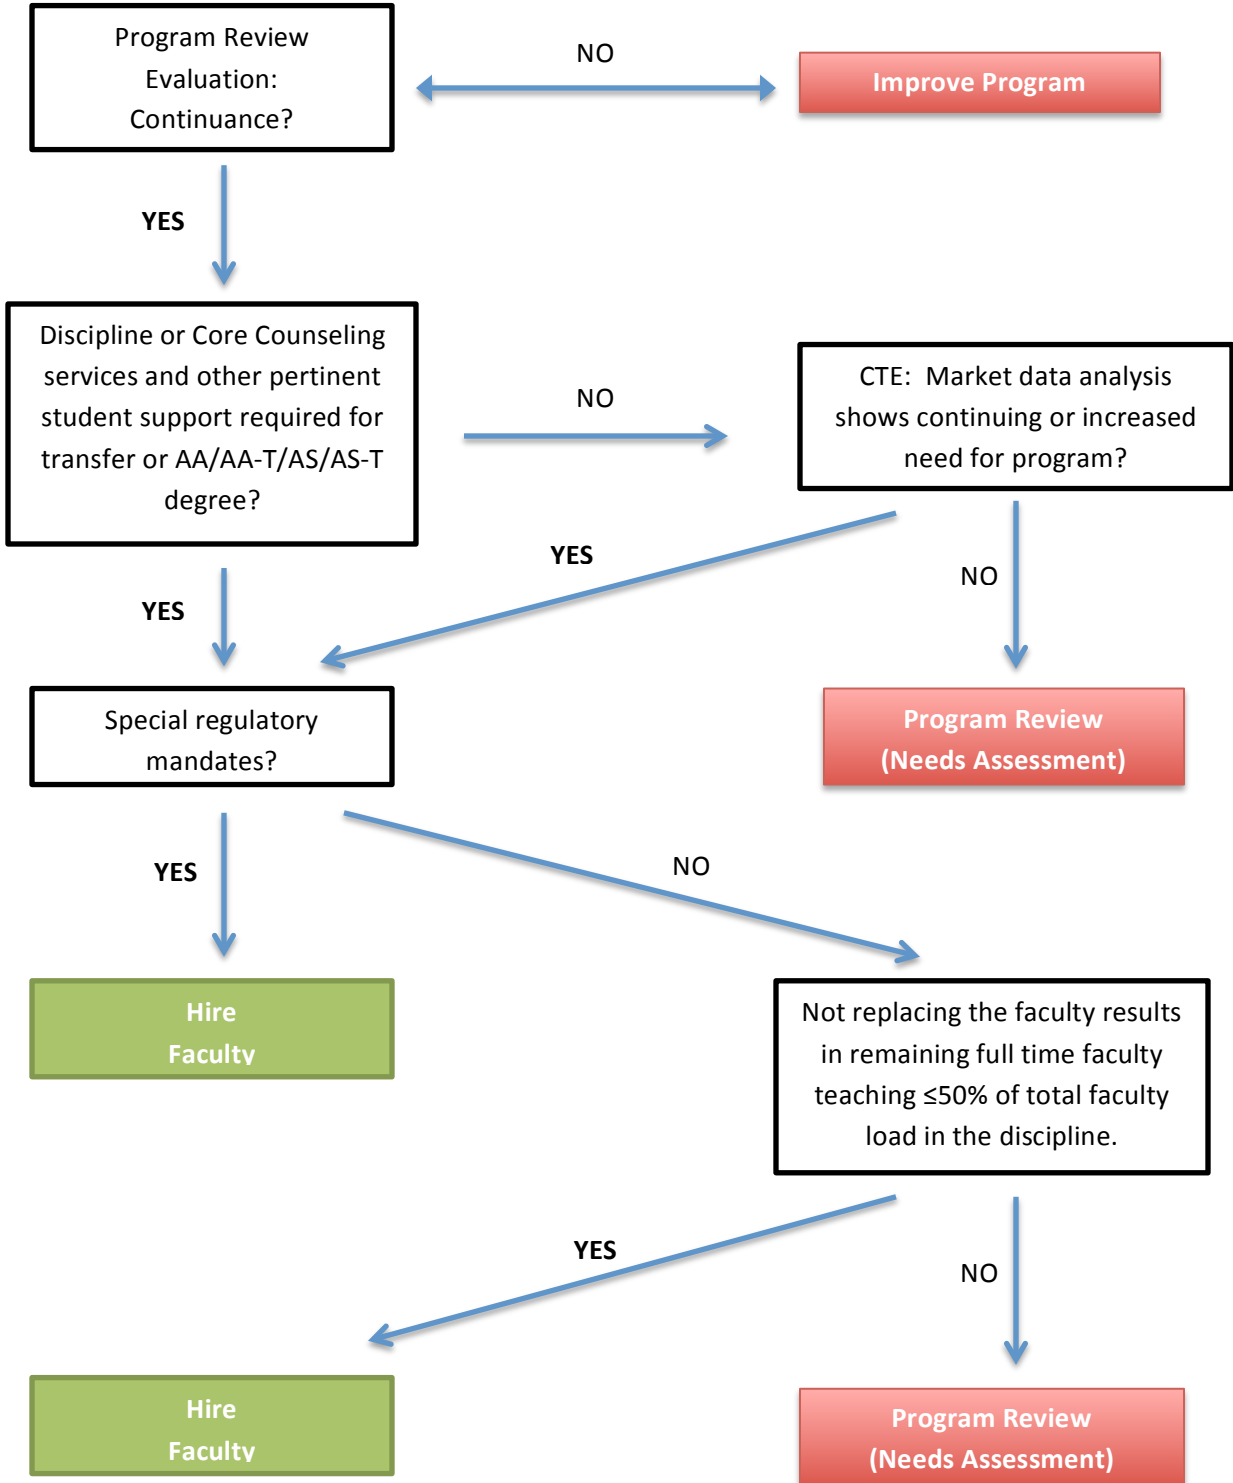 Program Review
Evaluation:
Continuance?
NO
Improve Program
YES
Discipline or Core Counseling
services and other pertinent
student support required for
transfer or AA/AA-T/AS/AS-T
degree?
NO
CTE:  Market data analysis
shows continuing or increased
need for program?
YES
NO
YES
Special regulatory
mandates?
Program Review
(Needs Assessment)
YES
NO
Hire
Faculty
Not replacing the faculty results
in remaining full time faculty
teaching ≤50% of total faculty
load in the discipline.
YES
NO
Hire
Faculty
Program Review
(Needs Assessment)